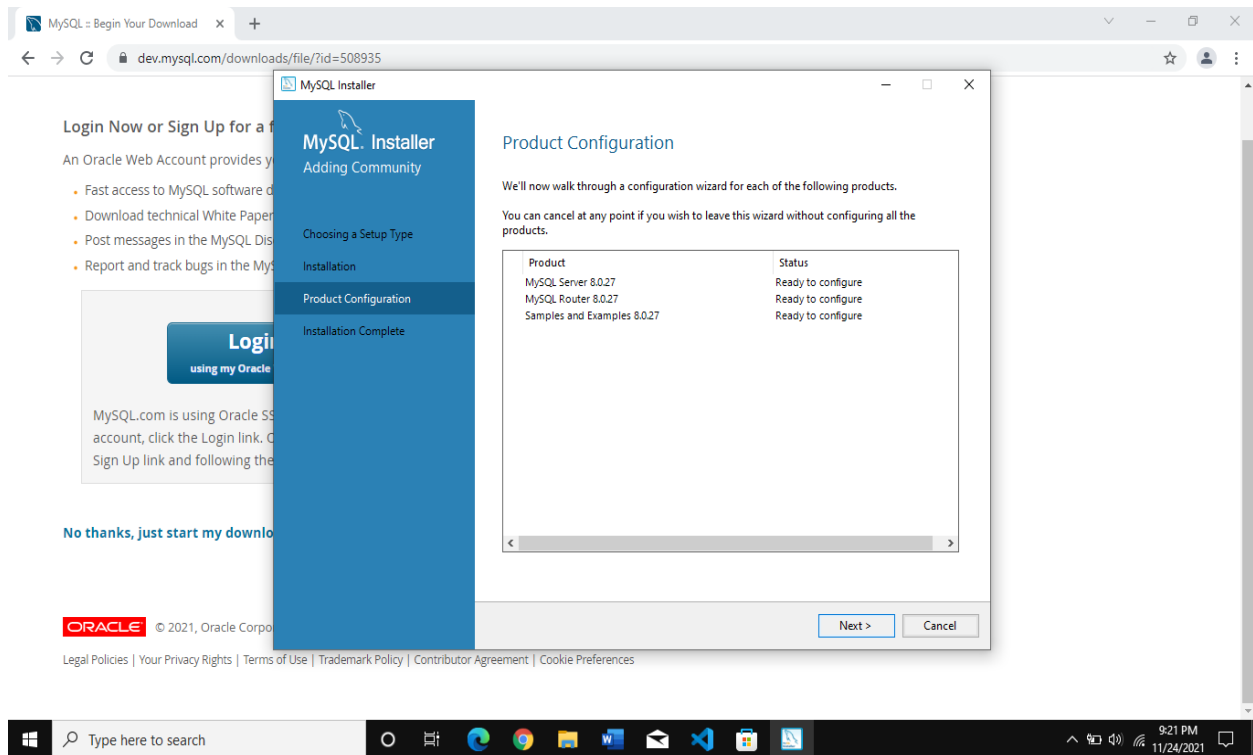 MySQL :: Begin Your Download
dev.mysql.com/downloads/file/?id=508935
Login Now or Sign Up for a
An Oracle Web Account provides
Fast access to MySQL software
Download technical White Paper
Post messages in the MySQL Dis
Report and track bugs in the My
Login
using my Oracle
MySQL.com is using Oracle SS
account, click the Login link.
Sign Up link and following the
No thanks, just start my downlo
ORACLE © 2021, Oracle Corpo
Legal Policies | Your Privacy Rights | Terms of Use | Trademark Policy | Contributor Agreement | Cookie Preferences
MySQL Installer
MySQL. Installer
Adding Community
Choosing a Setup Type
Installation
Product Configuration
Installation Complete
Product Configuration
We'll now walk through a configuration wizard for each of the following products.
You can cancel at any point if you wish to leave this wizard without configuring all the
products.
Product Status
MySQL Server 8.0.27 Ready to configure
MySQL Router 8.0.27 Ready to configure
Samples and Examples 8.0.27 Ready to configure
Next > Cancel
Type here to search
9:21 PM
11/24/2021